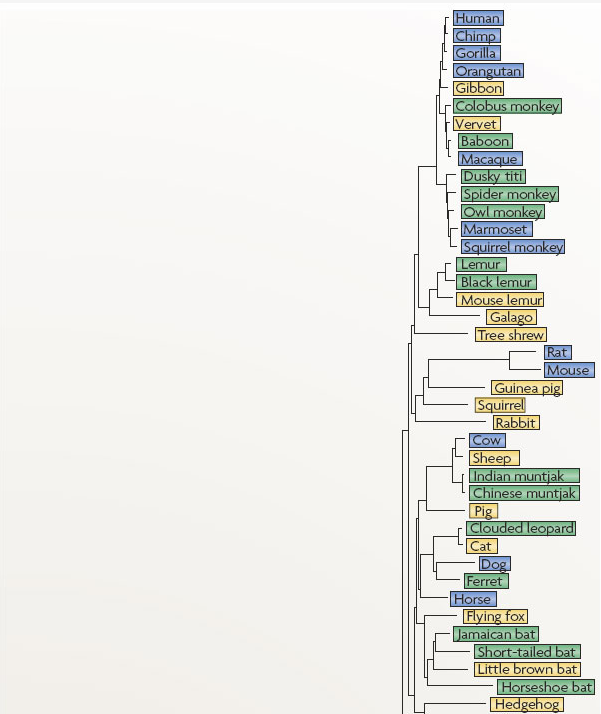 Human
Chimp
Gorilla
Orangutan
Gibbon
Colobus monkey
Vervet
Baboon
Macaque
Dusky titi
Spider monkey
Owl monkey
Marmoset
Squirrel monkey
Lemur
Black lemur
Mouse lemur
Galago
Tree shrew
Rat
Mouse
Guinea pig
Squirrel
Rabbit
Cow
Sheep
Indian muntjak
Chinese muntjak
Pig
Clouded leopard
Cat
Dog
Ferret
Horse
Flying fox
Jamaican bat
Short-tailed bat
Little brown bat
Horseshoe bat
Hedgehog